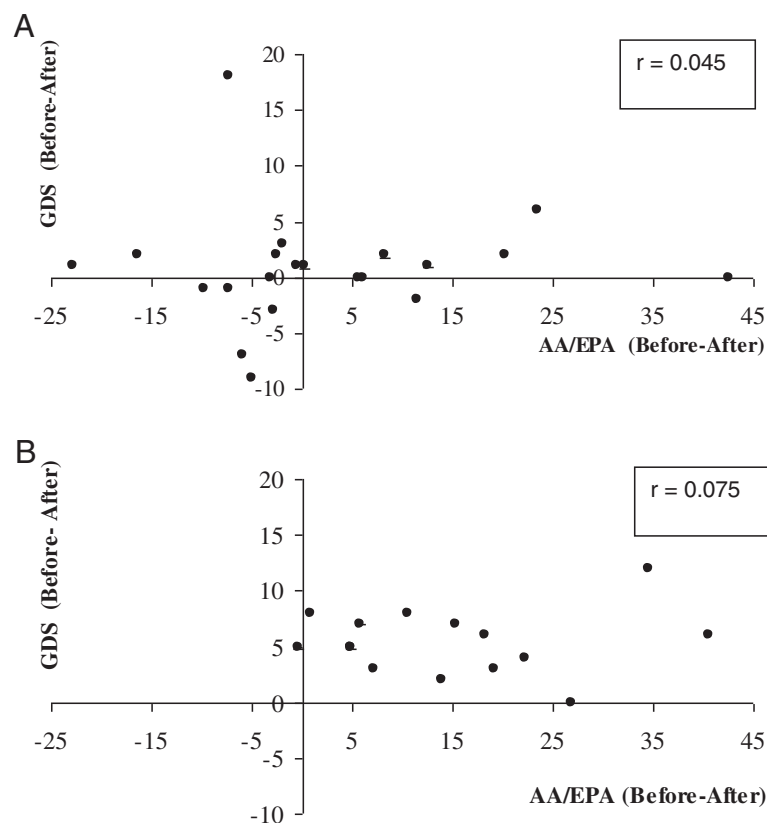 A
20
r = 0.045
15
10
5
0
-25 -15 -5 5 15 25 35 45
-5
-10
GDS (Before-After)
AA/EPA (Before-After)
B
20
r = 0.075
15
10
5
0
-25 -15 -5 5 15 25 35 45
-5
-10
GDS (Before- After)
AA/EPA (Before-After)